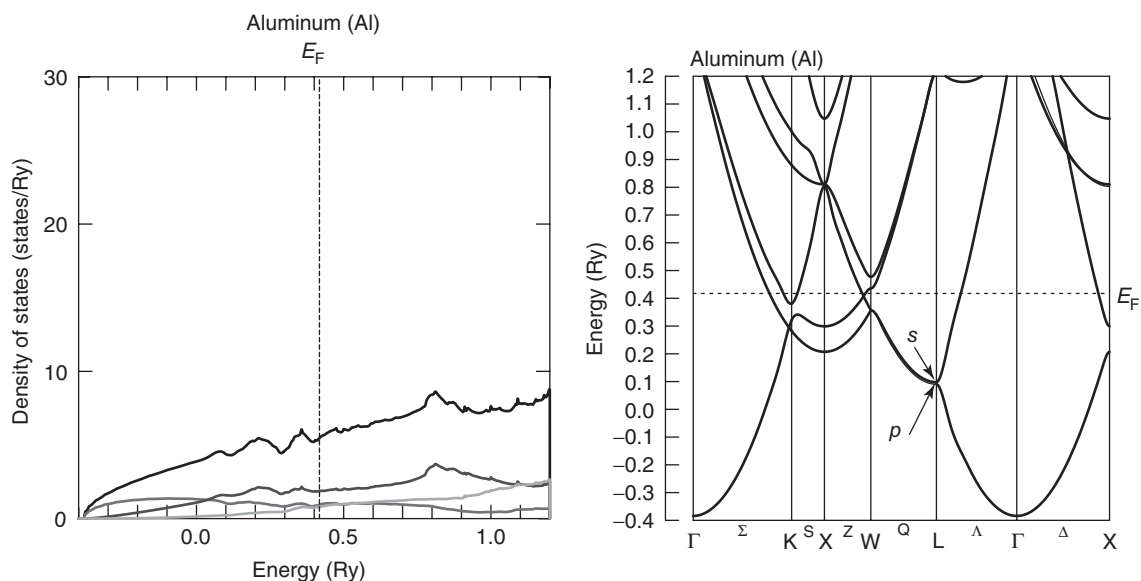 Aluminum (Al)
E_F
30
20
10
0
Density of states (states/Ry)
0.0 0.5 1.0
Energy (Ry)
Aluminum (Al)
1.2
1.1
1.0
0.9
0.8
0.7
0.6
0.5
0.4
0.3
0.2
0.1
0.0
−0.1
−0.2
−0.3
−0.4
Energy (Ry)
E_F
s
p
Γ Σ K S X Z W Q L Λ Γ Δ X